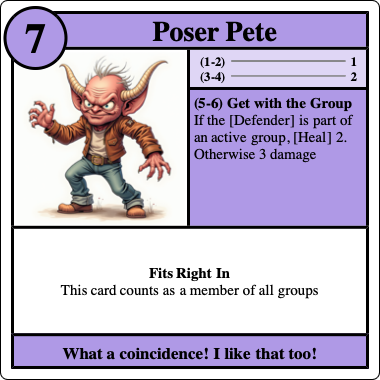 7
Poser Pete
(1-2) 1
(3-4) 2
(5-6) Get with the Group
If the [Defender] is part of
an active group, [Heal] 2.
Otherwise 3 damage
Fits Right In
This card counts as a member of all groups
What a coincidence! I like that too!